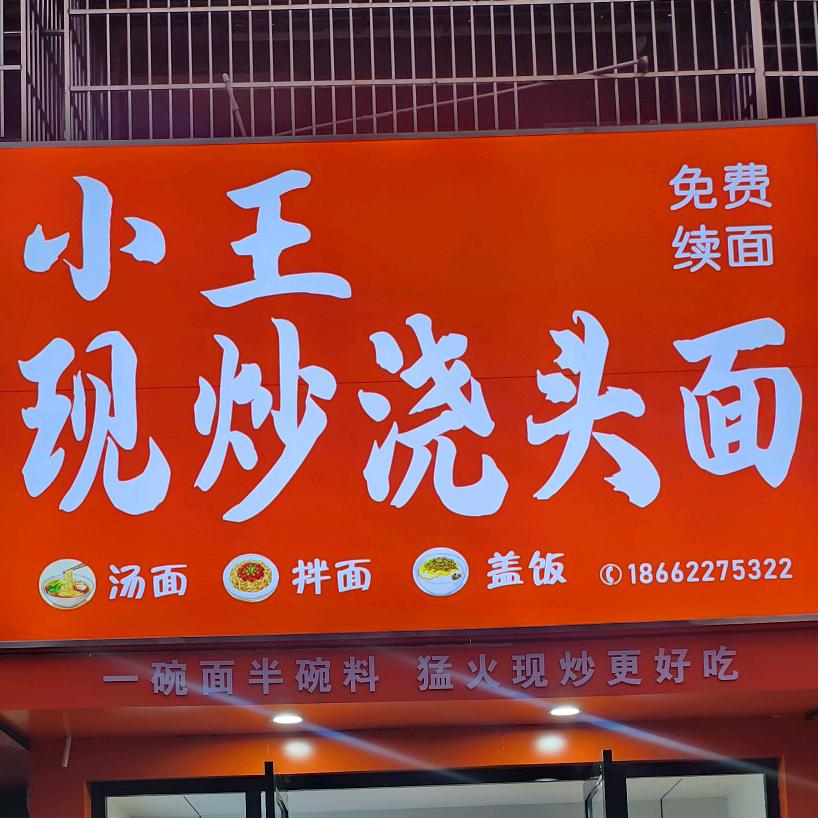 小王
免费
续面
现炒浇头面
汤面 拌面 盖饭 18662275322
一碗面半碗料 猛火现炒更好吃